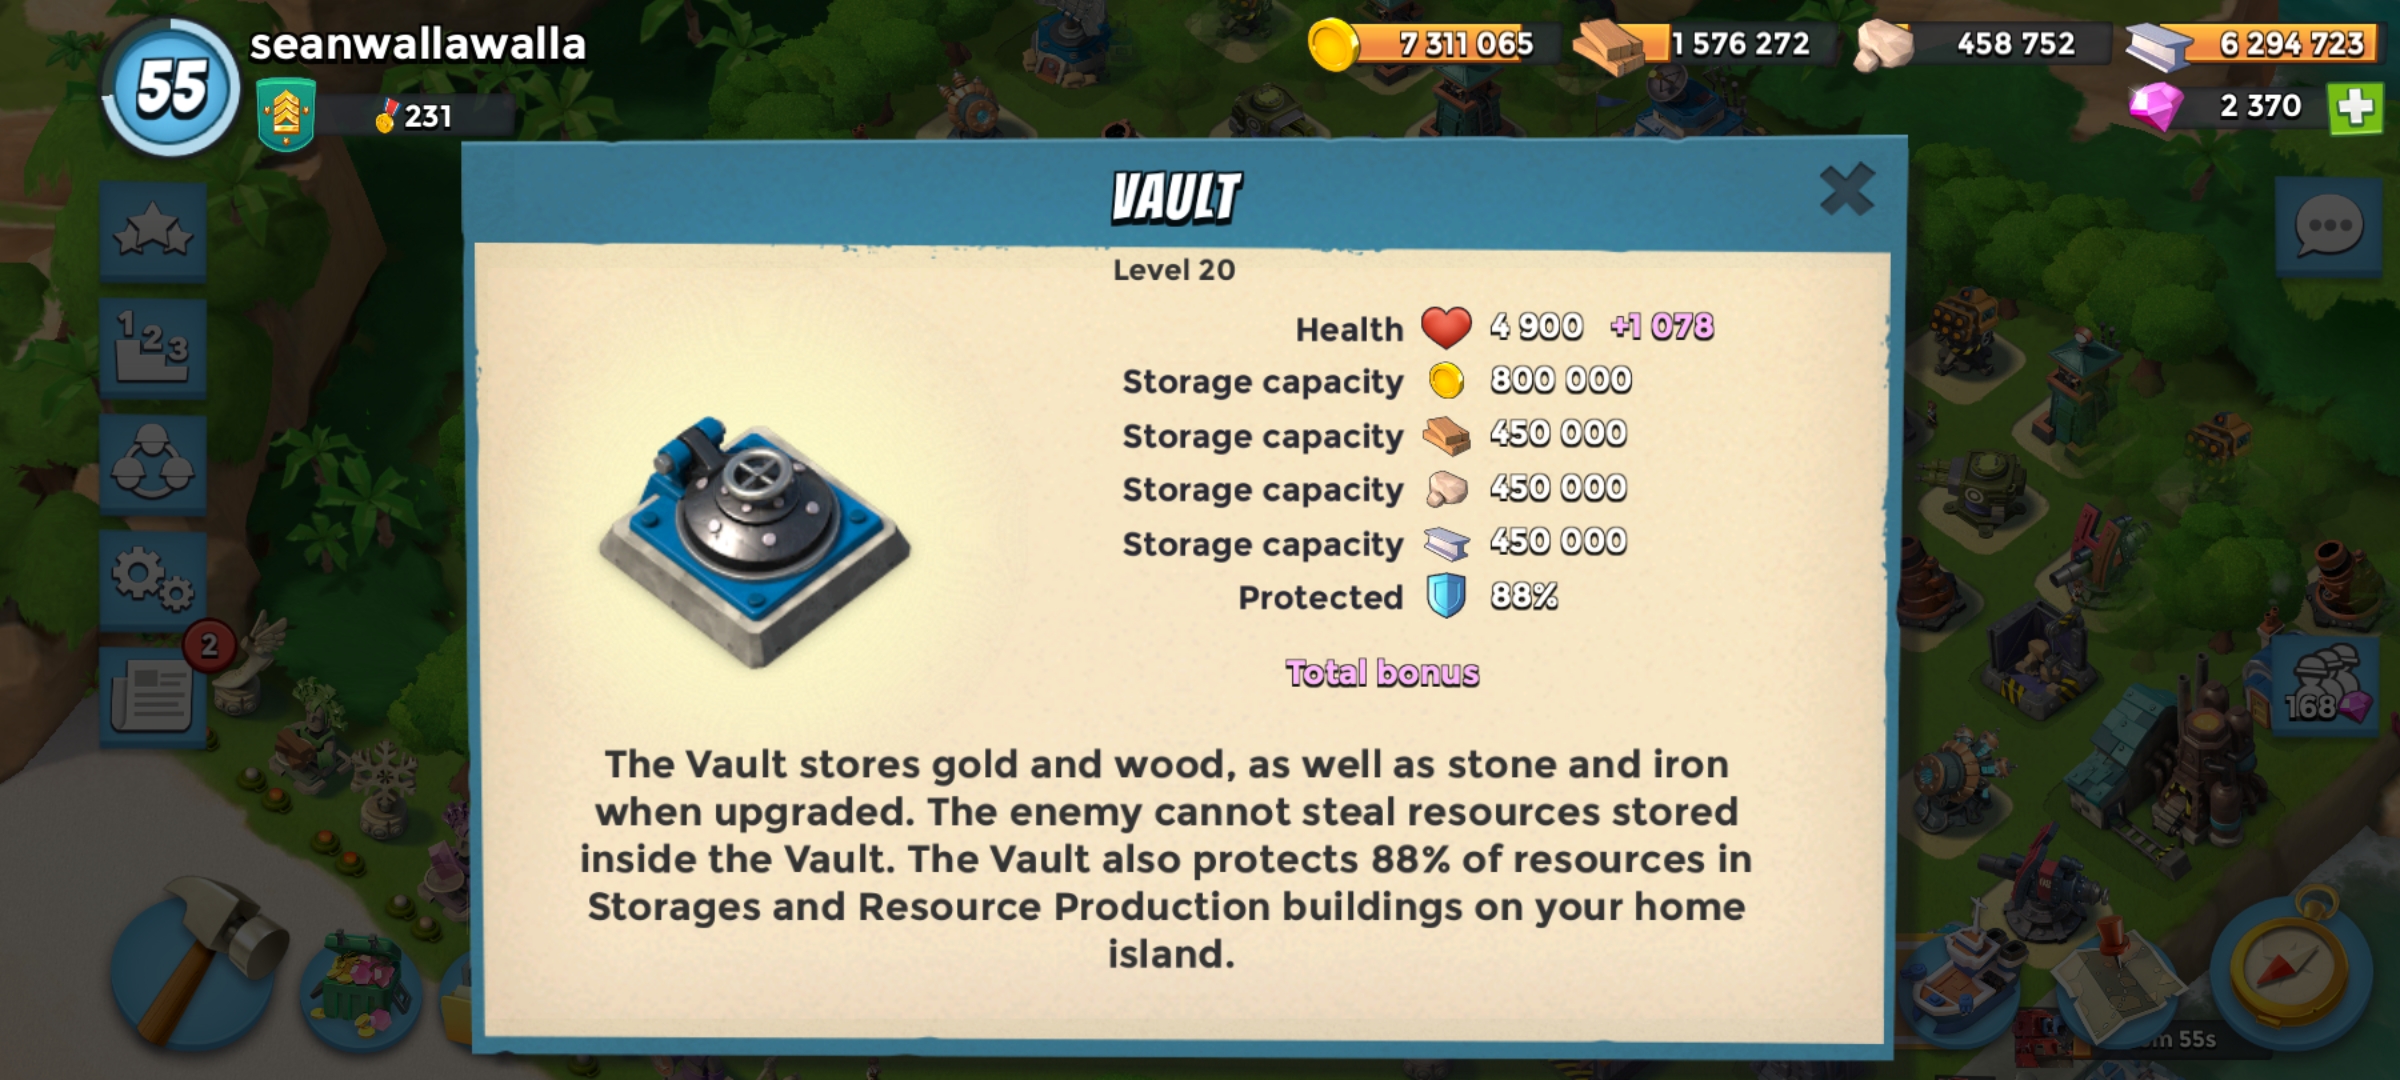 55
seanwallawalla
231
7 311 065
1 576 272
458 752
6 294 723
2 370
VAULT
Level 20
Health 4 900 +1 078
Storage capacity 800 000
Storage capacity 450 000
Storage capacity 450 000
Storage capacity 450 000
Protected 88%
Total bonus
The Vault stores gold and wood, as well as stone and iron
when upgraded. The enemy cannot steal resources stored
inside the Vault. The Vault also protects 88% of resources in
Storages and Resource Production buildings on your home
island.
1 2 3
2
168
55s